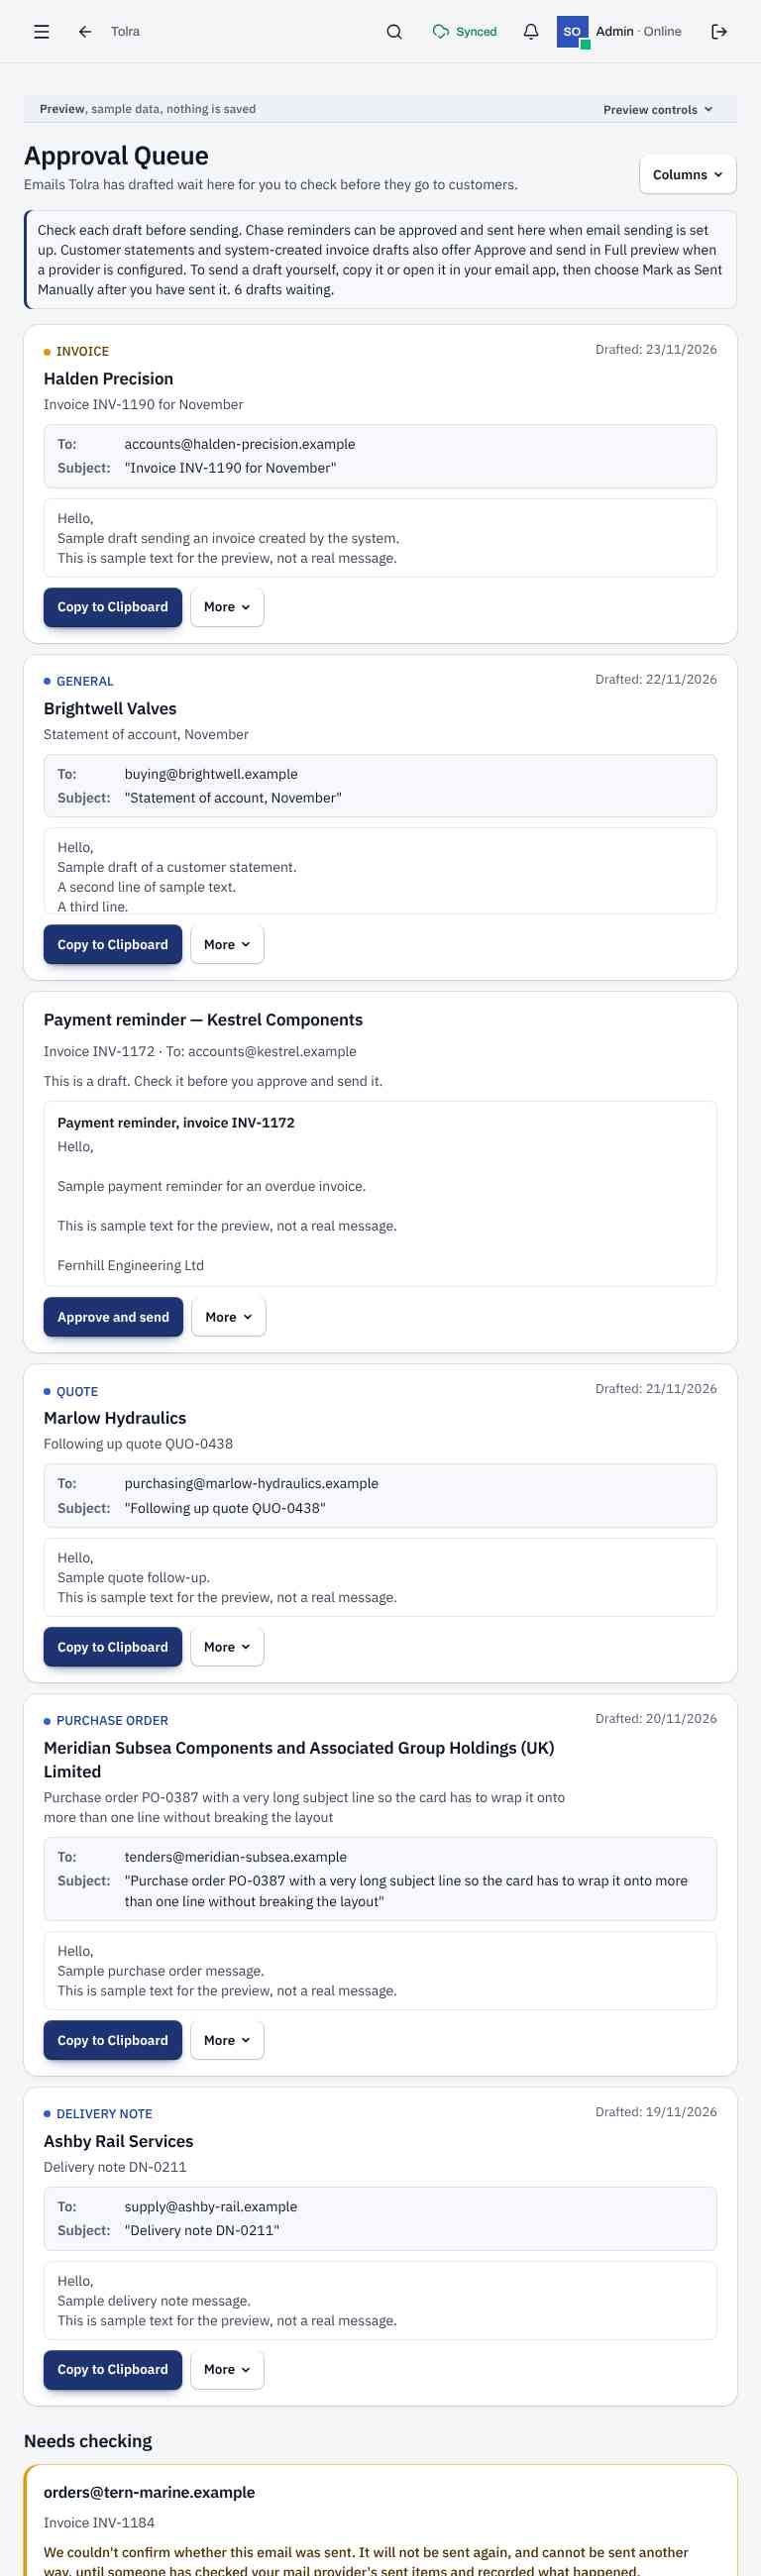 Tolra
Synced
SO
Admin · Online
Preview, sample data, nothing is saved
Preview controls
Approval Queue
Emails Tolra has drafted wait here for you to check before they go to customers.
Columns
Check each draft before sending. Chase reminders can be approved and sent here when email sending is set
up. Customer statements and system-created invoice drafts also offer Approve and send in Full preview when
a provider is configured. To send a draft yourself, copy it or open it in your email app, then choose Mark as Sent
Manually after you have sent it. 6 drafts waiting.
INVOICE
Drafted: 23/11/2026
Halden Precision
Invoice INV-1190 for November
To: accounts@halden-precision.example
Subject: "Invoice INV-1190 for November"
Hello,
Sample draft sending an invoice created by the system.
This is sample text for the preview, not a real message.
Copy to Clipboard
More
GENERAL
Drafted: 22/11/2026
Brightwell Valves
Statement of account, November
To: buying@brightwell.example
Subject: "Statement of account, November"
Hello,
Sample draft of a customer statement.
A second line of sample text.
A third line.
Copy to Clipboard
More
Payment reminder — Kestrel Components
Invoice INV-1172 · To: accounts@kestrel.example
This is a draft. Check it before you approve and send it.
Payment reminder, invoice INV-1172
Hello,
Sample payment reminder for an overdue invoice.
This is sample text for the preview, not a real message.
Fernhill Engineering Ltd
Approve and send
More
QUOTE
Drafted: 21/11/2026
Marlow Hydraulics
Following up quote QUO-0438
To: purchasing@marlow-hydraulics.example
Subject: "Following up quote QUO-0438"
Hello,
Sample quote follow-up.
This is sample text for the preview, not a real message.
Copy to Clipboard
More
PURCHASE ORDER
Drafted: 20/11/2026
Meridian Subsea Components and Associated Group Holdings (UK)
Limited
Purchase order PO-0387 with a very long subject line so the card has to wrap it onto
more than one line without breaking the layout
To: tenders@meridian-subsea.example
Subject: "Purchase order PO-0387 with a very long subject line so the card has to wrap it onto more
than one line without breaking the layout"
Hello,
Sample purchase order message.
This is sample text for the preview, not a real message.
Copy to Clipboard
More
DELIVERY NOTE
Drafted: 19/11/2026
Ashby Rail Services
Delivery note DN-0211
To: supply@ashby-rail.example
Subject: "Delivery note DN-0211"
Hello,
Sample delivery note message.
This is sample text for the preview, not a real message.
Copy to Clipboard
More
Needs checking
orders@tern-marine.example
Invoice INV-1184
We couldn't confirm whether this email was sent. It will not be sent again, and cannot be sent another
way, until someone has checked your mail provider's sent items and recorded what happened.